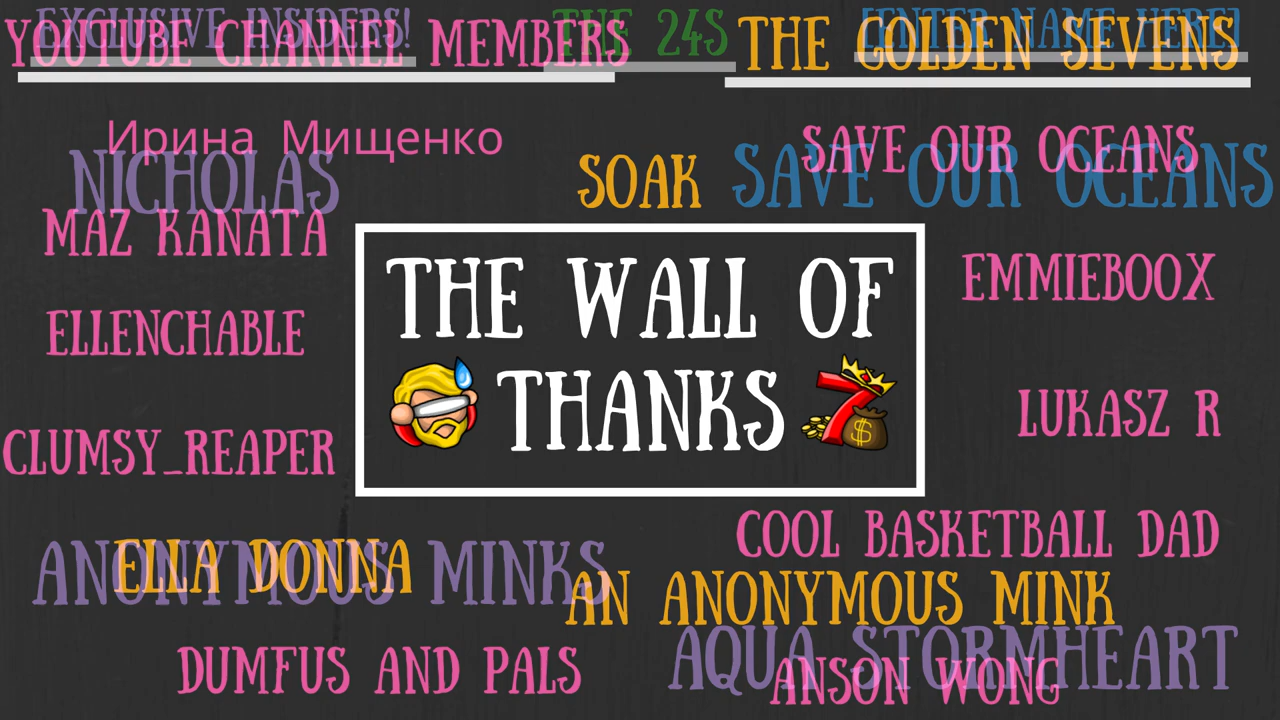 EXCLUSIVE INSIDERS!
YOUTUBE CHANNEL MEMBERS
THE 24S
THE GOLDEN SEVENS
[ENTER NAME HERE]
Ирина Мищенко
NICHOLAS
SOAK
SAVE OUR OCEANS
SAVE OUR OCEANS
MAZ KANATA
EMMIEBOOX
THE WALL OF
THANKS
ELLENCHABLE
LUKASZ R
CLUMSY_REAPER
COOL BASKETBALL DAD
ANONYMOUS MINKS
ELLA DONNA
AN ANONYMOUS MINK
AQUA STORMHEART
DUMFUS AND PALS
ANSON WONG